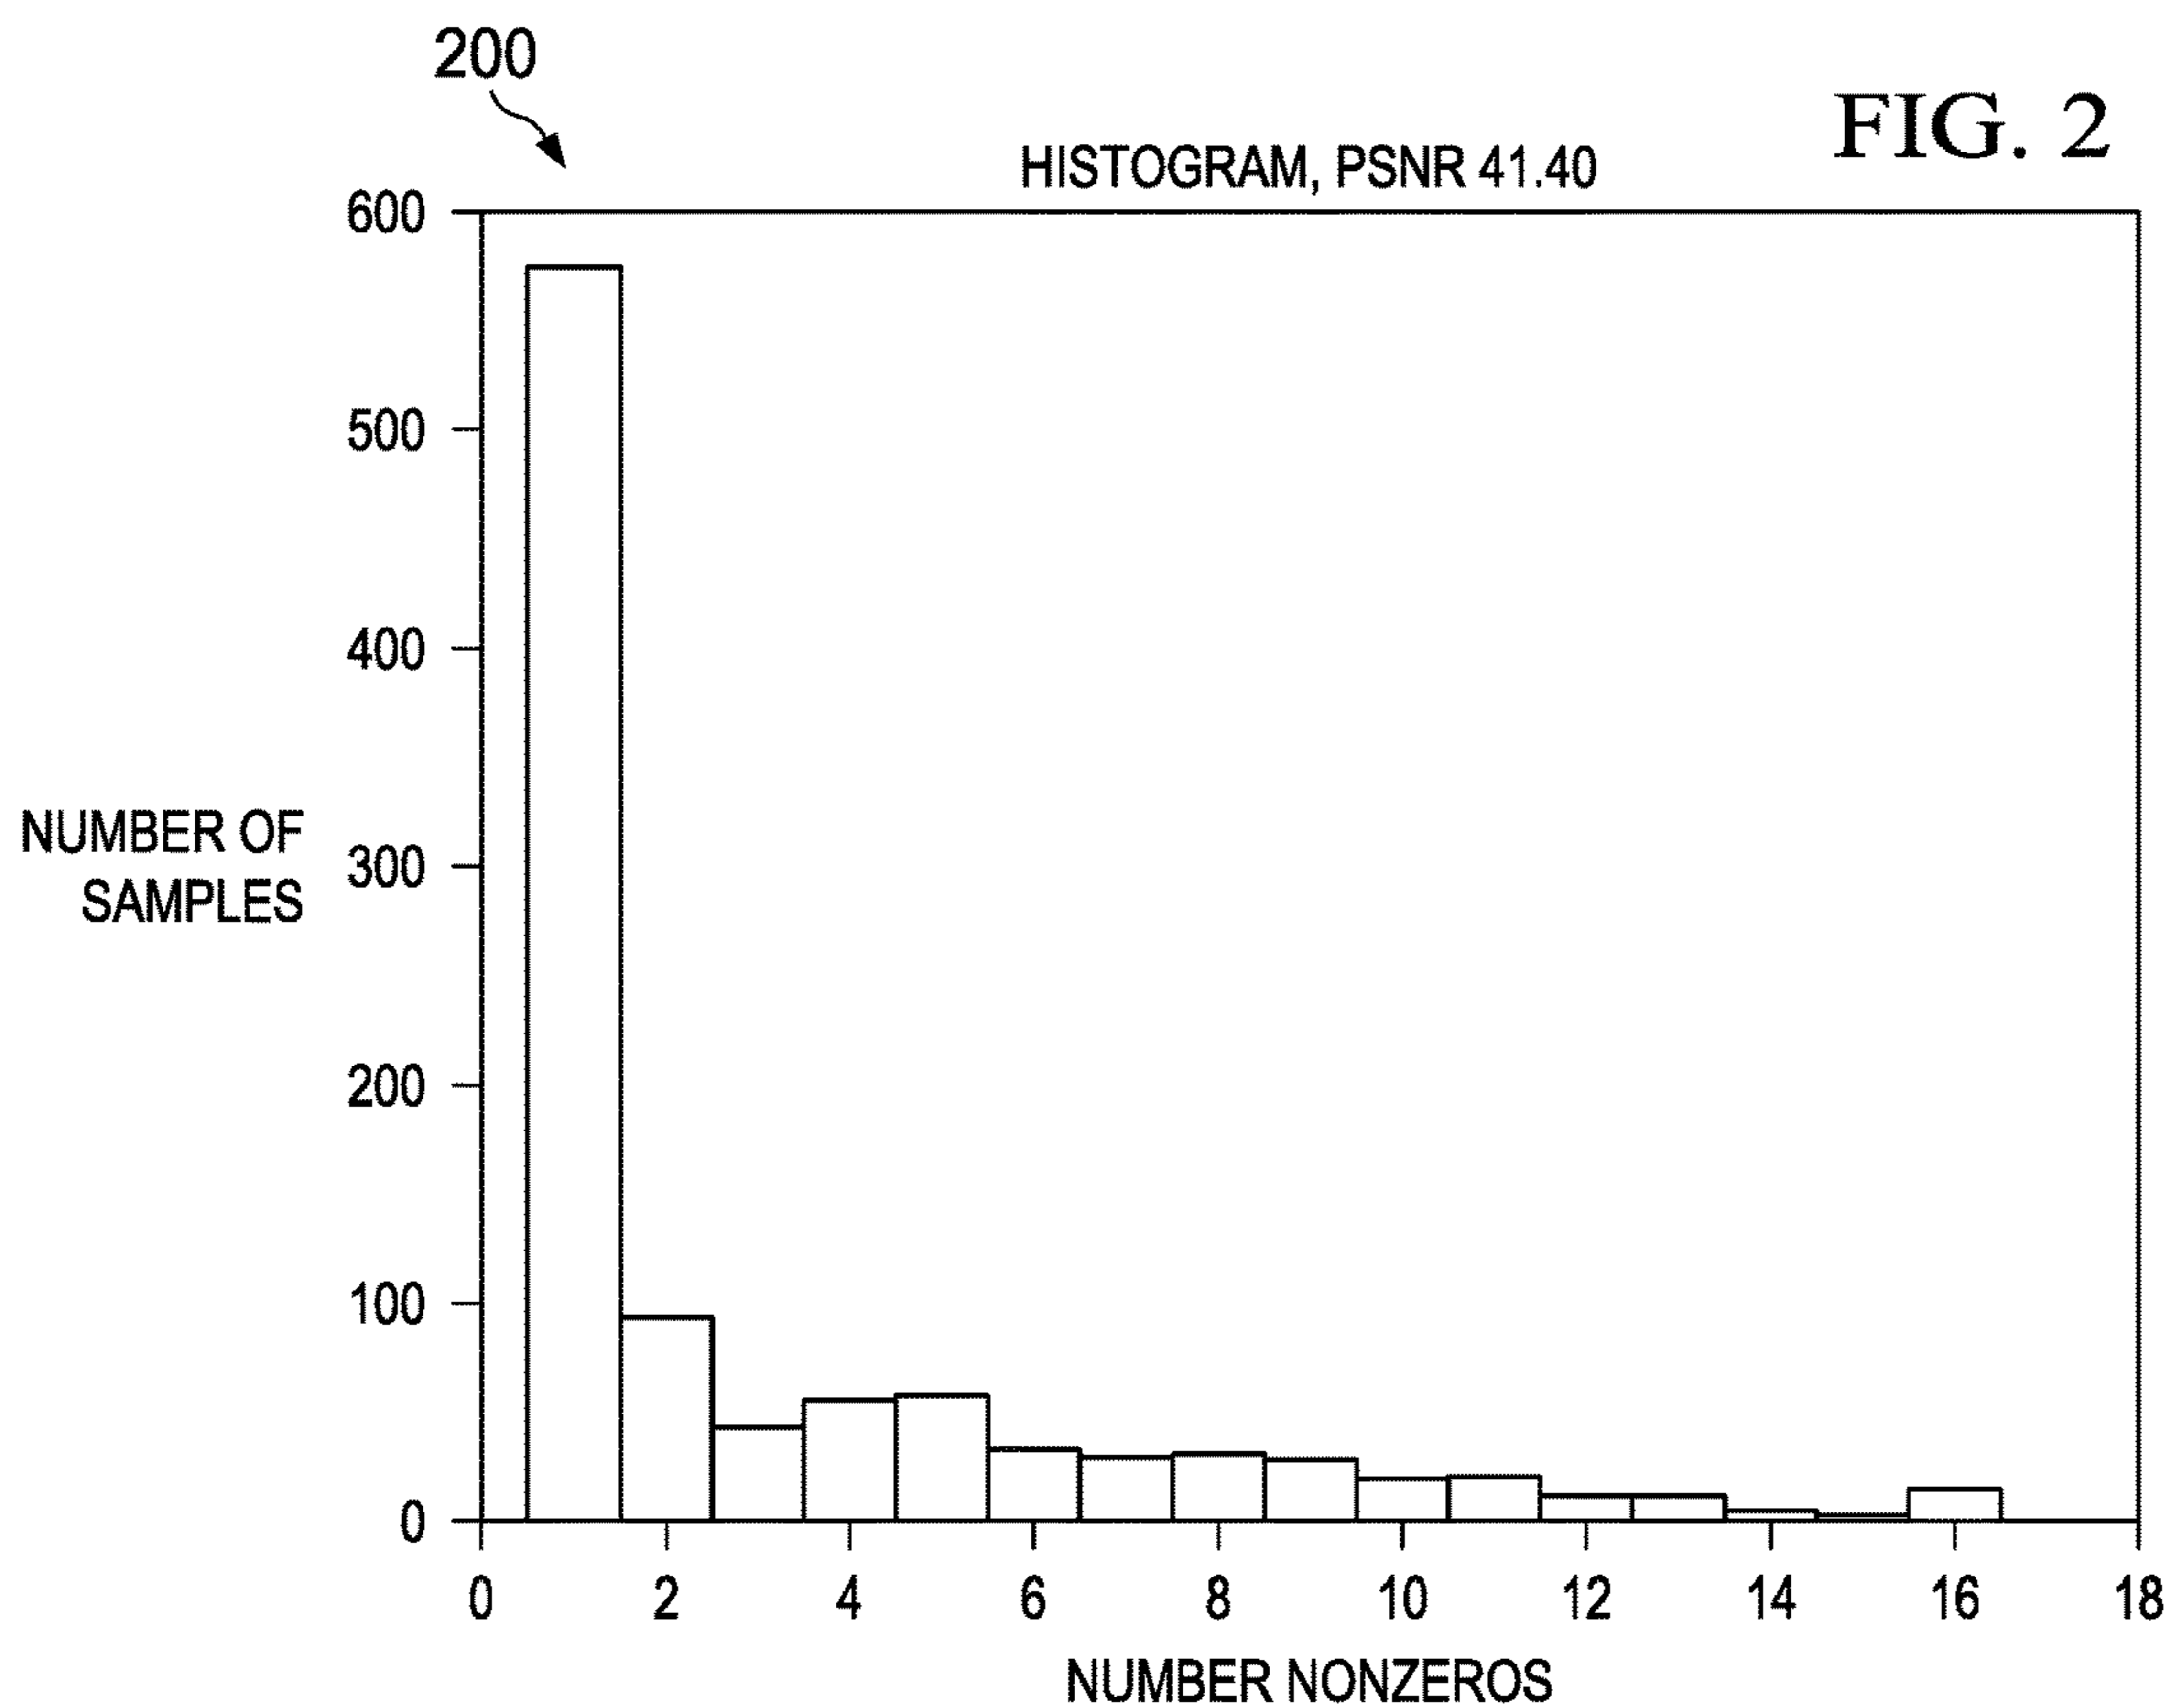 200
FIG. 2
HISTOGRAM, PSNR 41.40
600
500
400
300
200
100
0
NUMBER OF
SAMPLES
0 2 4 6 8 10 12 14 16 18
NUMBER NONZEROS